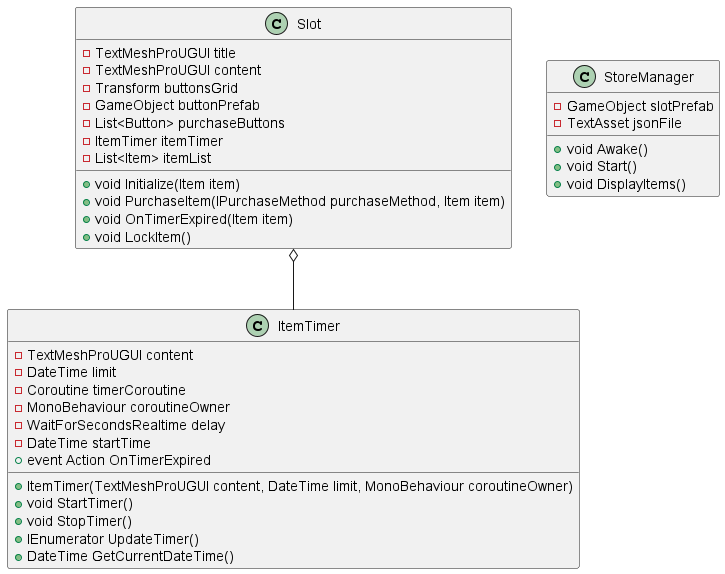 C Slot
TextMeshProUGUI title
TextMeshProUGUI content
Transform buttonsGrid
GameObject buttonPrefab
List<Button> purchaseButtons
ItemTimer itemTimer
List<Item> itemList
void Initialize(Item item)
void PurchaseItem(IPurchaseMethod purchaseMethod, Item item)
void OnTimerExpired(Item item)
void LockItem()
C StoreManager
GameObject slotPrefab
TextAsset jsonFile
void Awake()
void Start()
void DisplayItems()
C ItemTimer
TextMeshProUGUI content
DateTime limit
Coroutine timerCoroutine
MonoBehaviour coroutineOwner
WaitForSecondsRealtime delay
DateTime startTime
event Action OnTimerExpired
ItemTimer(TextMeshProUGUI content, DateTime limit, MonoBehaviour coroutineOwner)
void StartTimer()
void StopTimer()
IEnumerator UpdateTimer()
DateTime GetCurrentDateTime()